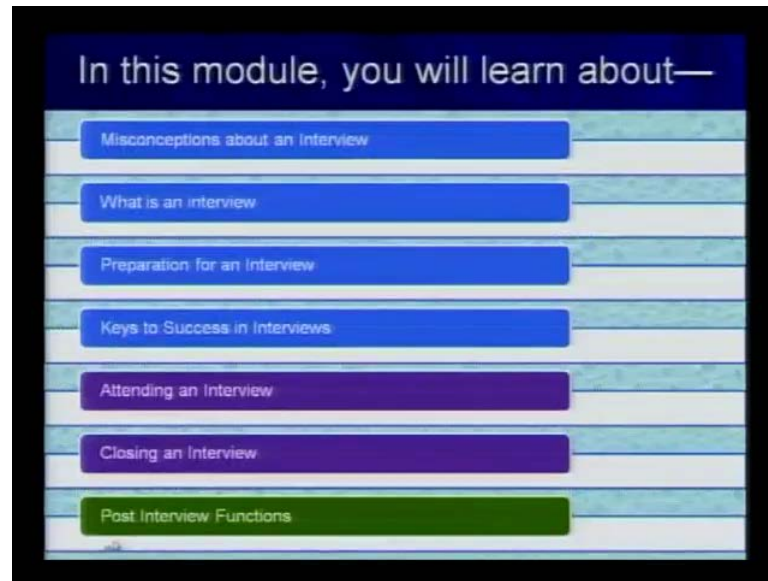 In this module, you will learn about—
Misconceptions about an Interview
What is an interview
Preparation for an Interview
Keys to Success in Interviews
Attending an Interview
Closing an Interview
Post Interview Functions